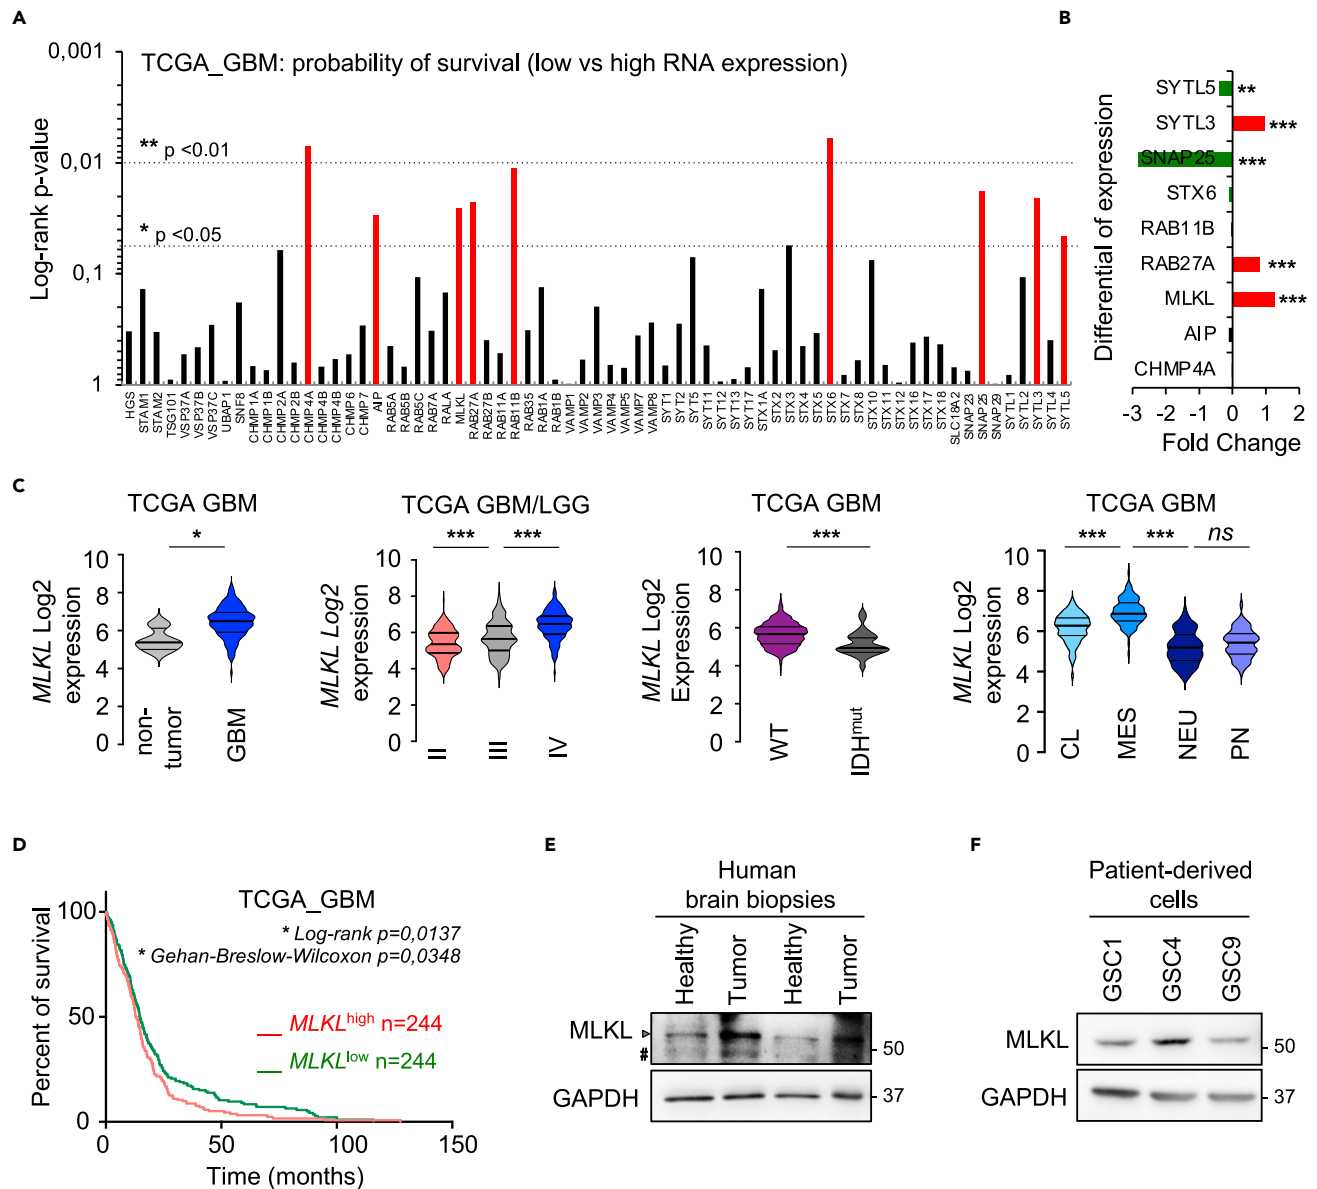 A
TCGA_GBM: probability of survival (low vs high RNA expression)
Log-rank p-value
0,001
0,01
0,1
1
** p <0.01
* p <0.05
HGS
STAM1
STAM2
TSG101
VSP37A
VSP37B
VSP37C
UBAP1
SNF8
CHMP1A
CHMP1B
CHMP2A
CHMP2B
CHMP4A
CHMP4B
CHMP4B
CHMP6
CHMP7
AIP
RAB5A
RAB5B
RAB5C
RAB7A
RALA
MLKL
RAB27A
RAB27B
RAB11A
RAB11B
RAB35
RAB1A
RAB1B
VAMP1
VAMP2
VAMP3
VAMP4
VAMP5
VAMP7
VAMP8
SYT1
SYT2
SYT5
SYT11
SYT12
SYT13
SYT17
STX1A
STX2
STX3
STX4
STX5
STX6
STX7
STX8
STX10
STX11
STX12
STX16
STX17
STX18
SLC18A2
SNAP23
SNAP25
SNAP29
SYTL1
SYTL2
SYTL3
SYTL4
SYTL5
B
Differential of expression
SYTL5 **
SYTL3 ***
SNAP25 ***
STX6
RAB11B
RAB27A ***
MLKL ***
AIP
CHMP4A
-3 -2 -1 0 1 2
Fold Change
C
TCGA GBM
*
MLKL Log2
expression
10
8
6
4
2
0
non-
tumor
GBM
TCGA GBM/LGG
*** ***
MLKL Log2
expression
10
8
6
4
2
0
II
III
IV
TCGA GBM
***
MLKL Log2
Expression
10
8
6
4
2
0
WT
IDHmut
TCGA GBM
*** *** ns
MLKL Log2
expression
10
8
6
4
2
0
CL
MES
NEU
PN
D
TCGA_GBM
* Log-rank p=0,0137
* Gehan-Breslow-Wilcoxon p=0,0348
MLKLhigh n=244
MLKLlow n=244
Percent of survival
100
50
0
0 50 100 150
Time (months)
E
Human
brain biopsies
Healthy
Tumor
Healthy
Tumor
MLKL
#
- 50
GAPDH
- 37
F
Patient-derived
cells
GSC1
GSC4
GSC9
MLKL
- 50
GAPDH
- 37